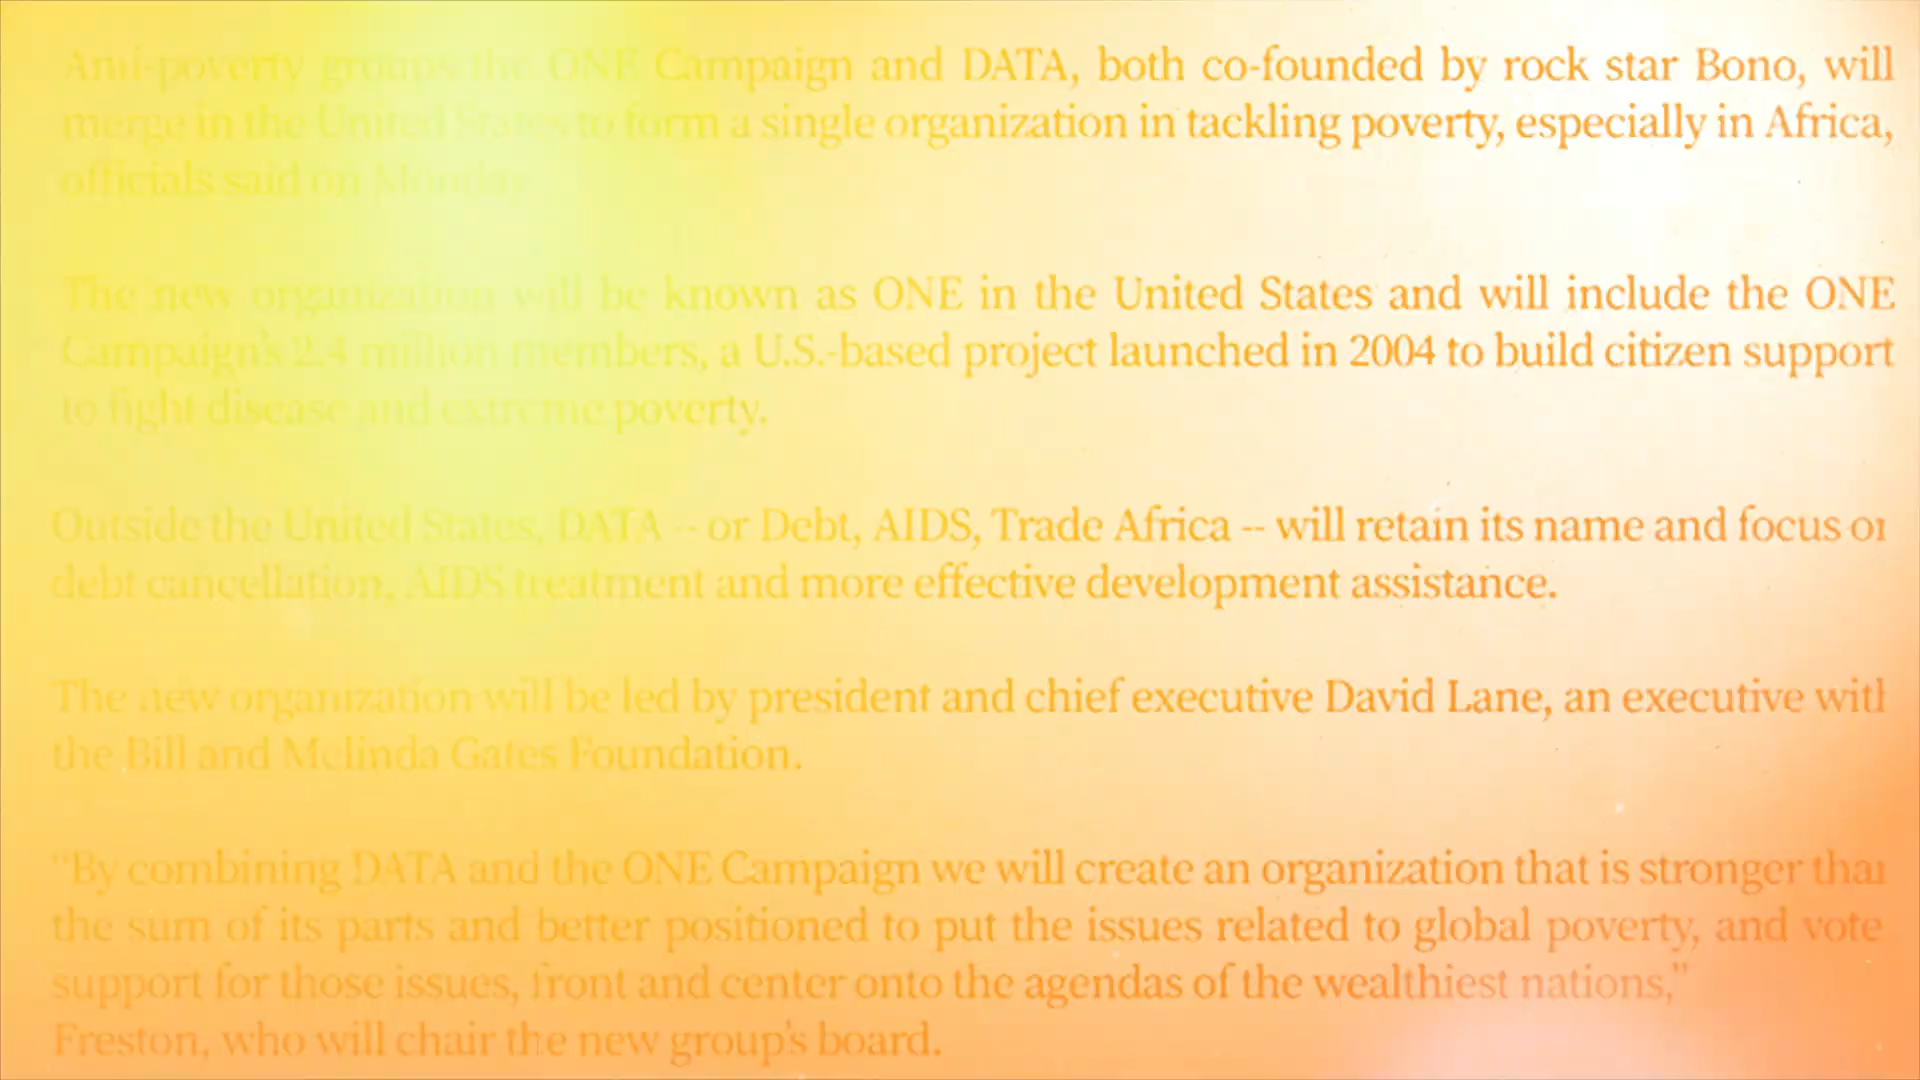 Anti-poverty groups the ONE Campaign and DATA, both co-founded by rock star Bono, will
merge in the United States to form a single organization in tackling poverty, especially in Africa,
officials said on Monday.
The new organization will be known as ONE in the United States and will include the ONE
Campaign's 2.4 million members, a U.S.-based project launched in 2004 to build citizen support
to fight disease and extreme poverty.
Outside the United States, DATA -- or Debt, AIDS, Trade Africa -- will retain its name and focus on
debt cancellation, AIDS treatment and more effective development assistance.
The new organization will be led by president and chief executive David Lane, an executive with
the Bill and Melinda Gates Foundation.
"By combining DATA and the ONE Campaign we will create an organization that is stronger than
the sum of its parts and better positioned to put the issues related to global poverty, and vote
support for those issues, front and center onto the agendas of the wealthiest nations,"
Freston, who will chair the new group's board.